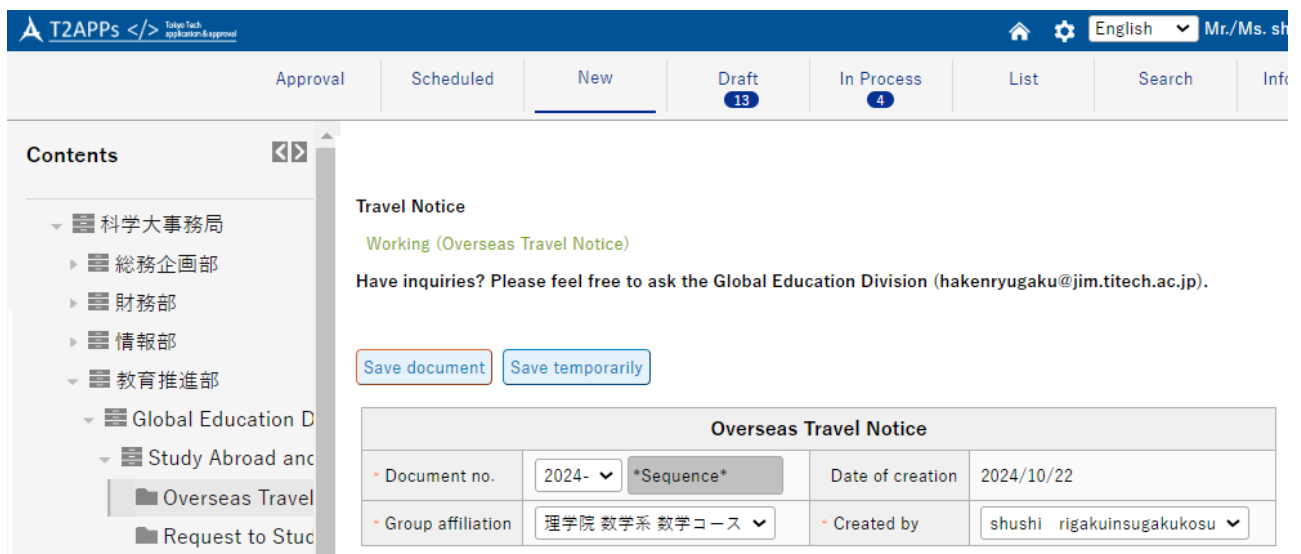 T2APPs </> Tokyo Tech application & approval
English Mr./Ms. sh
Approval Scheduled New Draft In Process List Search Info
13 4
Contents
科学大事務局
総務企画部
財務部
情報部
教育推進部
Global Education D
Study Abroad and
Overseas Travel
Request to Stud
Travel Notice
Working (Overseas Travel Notice)
Have inquiries? Please feel free to ask the Global Education Division (hakenryugaku@jim.titech.ac.jp).
Save document Save temporarily
Overseas Travel Notice
* Document no. 2024- *Sequence* Date of creation 2024/10/22
* Group affiliation 理学院 数学系 数学コース * Created by shushi rigakuinsugakukosu